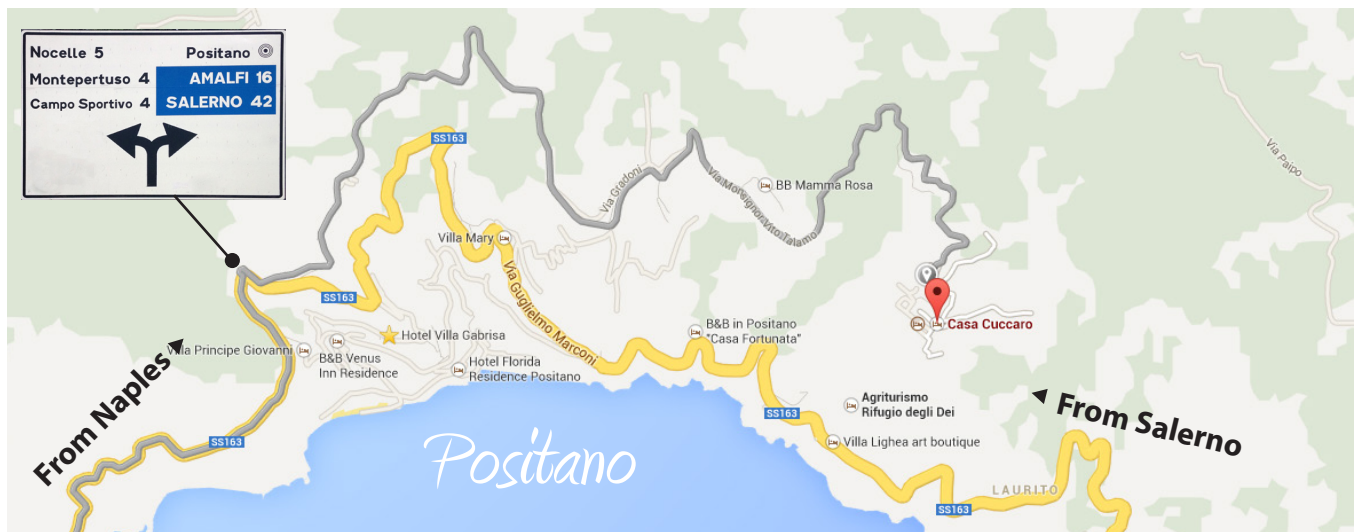 Nocelle 5
Positano
Montepertuso 4
AMALFI 16
Campo Sportivo 4
SALERNO 42
SS163
Via Gradoni
Via Monsignor Vito Talamo
BB Mamma Rosa
Via Paipo
Villa Mary
Via Guglielmo Marconi
SS163
Casa Cuccaro
B&B in Positano
"Casa Fortunata"
Hotel Villa Gabrisa
Villa Principe Giovanni
B&B Venus
Inn Residence
Hotel Florida
Residence Positano
From Naples
SS163
SS163
Agriturismo
Rifugio degli Dei
From Salerno
Villa Lighea art boutique
Positano
LAURITO
SS163